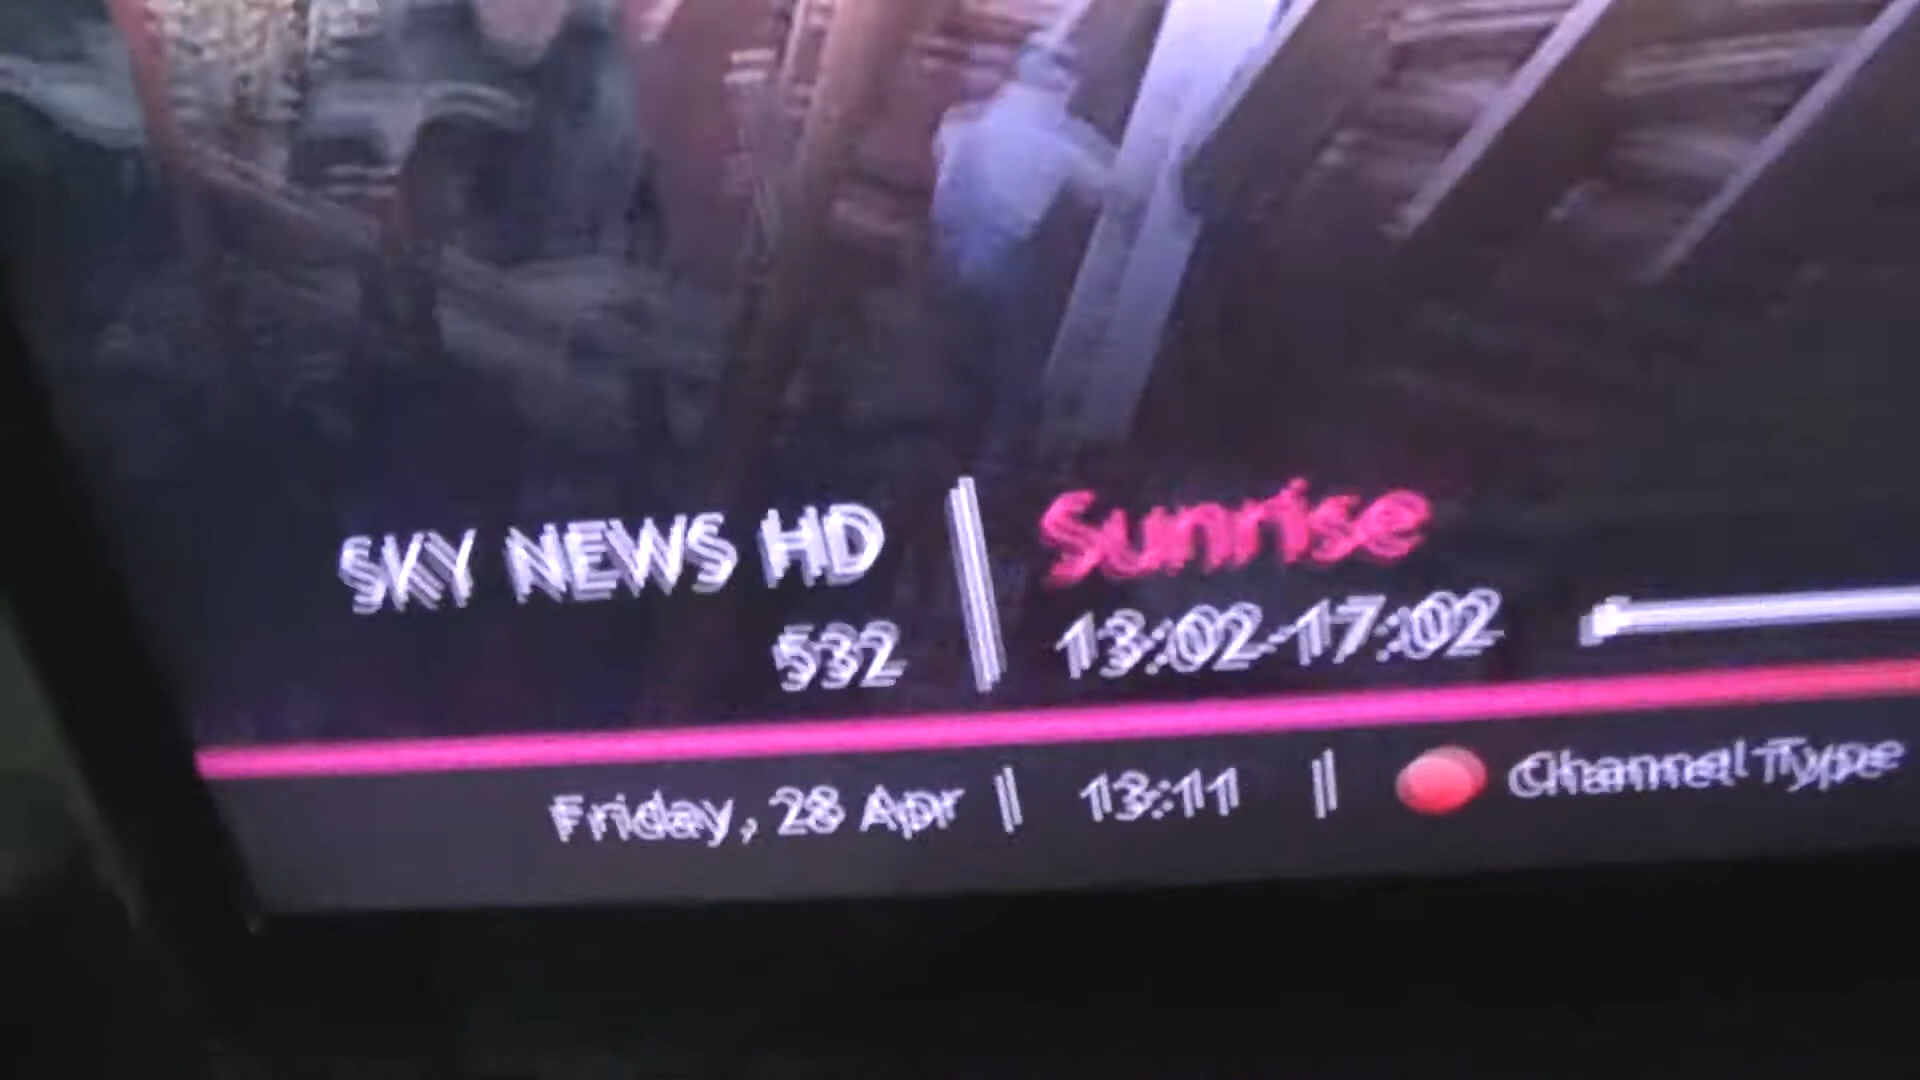 SKY NEWS HD | Sunrise
532 13:02-17:02
Friday, 28 Apr | 13:11 | Channel Type